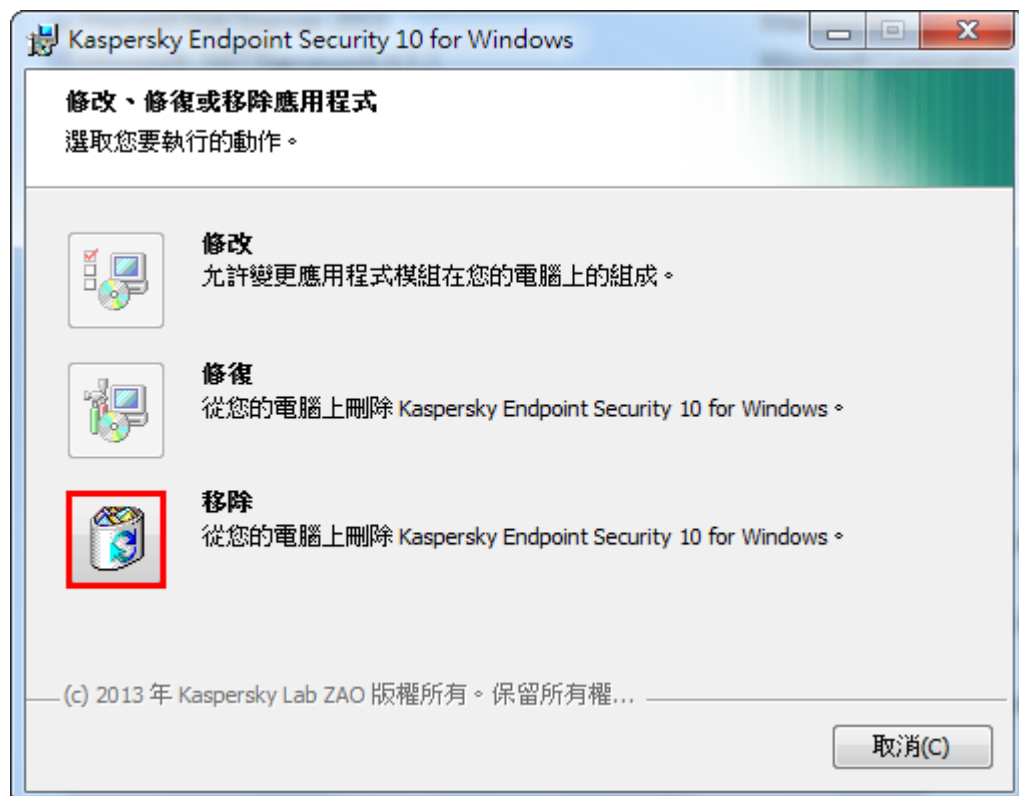 Kaspersky Endpoint Security 10 for Windows
修改、修復或移除應用程式
選取您要執行的動作。
修改
允許變更應用程式模組在您的電腦上的組成。
修復
從您的電腦上刪除 Kaspersky Endpoint Security 10 for Windows。
移除
從您的電腦上刪除 Kaspersky Endpoint Security 10 for Windows。
(c) 2013 年 Kaspersky Lab ZAO 版權所有。保留所有權...
取消(C)